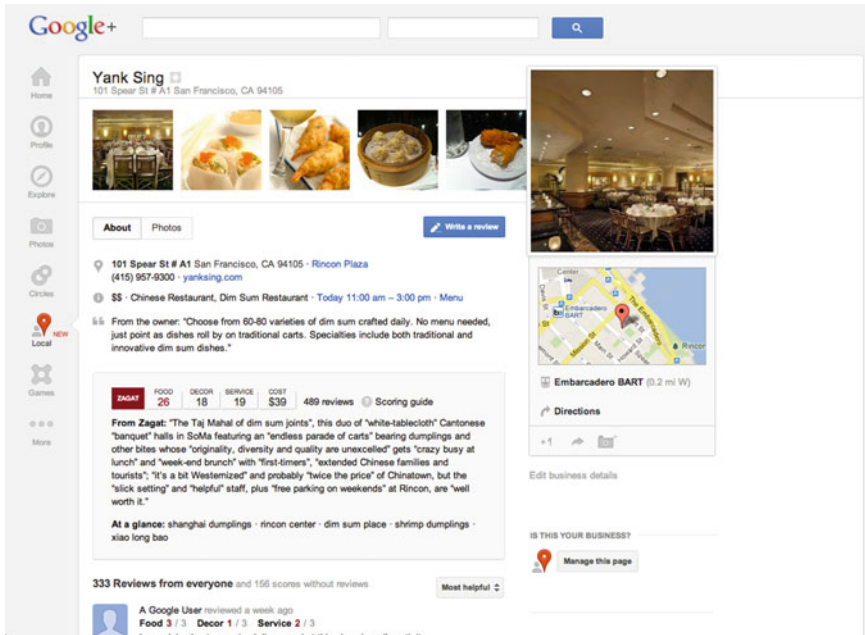 Google+
Yank Sing
101 Spear St # A1 San Francisco, CA 94105
Home
Profile
Explore
Photos
Circles
Local
NEW
Games
More
About
Photos
Write a review
101 Spear St # A1 San Francisco, CA 94105 · Rincon Plaza
(415) 957-9300 · yanksing.com
$$ · Chinese Restaurant, Dim Sum Restaurant · Today 11:00 am – 3:00 pm · Menu
From the owner: "Choose from 60-80 varieties of dim sum crafted daily. No menu needed,
just point as dishes roll by on traditional carts. Specialties include both traditional and
innovative dim sum dishes."
ZAGAT
FOOD DECOR SERVICE COST
26 18 19 $39
489 reviews
Scoring guide
From Zagat: "The Taj Mahal of dim sum joints", this duo of "white-tablecloth" Cantonese
"banquet" halls in SoMa featuring an "endless parade of carts" bearing dumplings and
other bites whose "originality, diversity and quality are unexcelled" gets "crazy busy at
lunch" and "week-end brunch" with "first-timers", "extended Chinese families and
tourists"; "it's a bit Westernized" and probably "twice the price" of Chinatown, but the
"slick setting" and "helpful" staff, plus "free parking on weekends" at Rincon, are "well
worth it."
At a glance: shanghai dumplings · rincon center · dim sum place · shrimp dumplings ·
xiao long bao
333 Reviews from everyone and 156 scores without reviews
Most helpful
A Google User reviewed a week ago
Food 3 / 3 Decor 1 / 3 Service 2 / 3
Center
Davis St
Embarcadero
BART
The Embarcadero
Mission St
Howard
Spear
Rincon
Embarcadero BART (0.2 mi W)
Directions
+1
Edit business details
IS THIS YOUR BUSINESS?
Manage this page